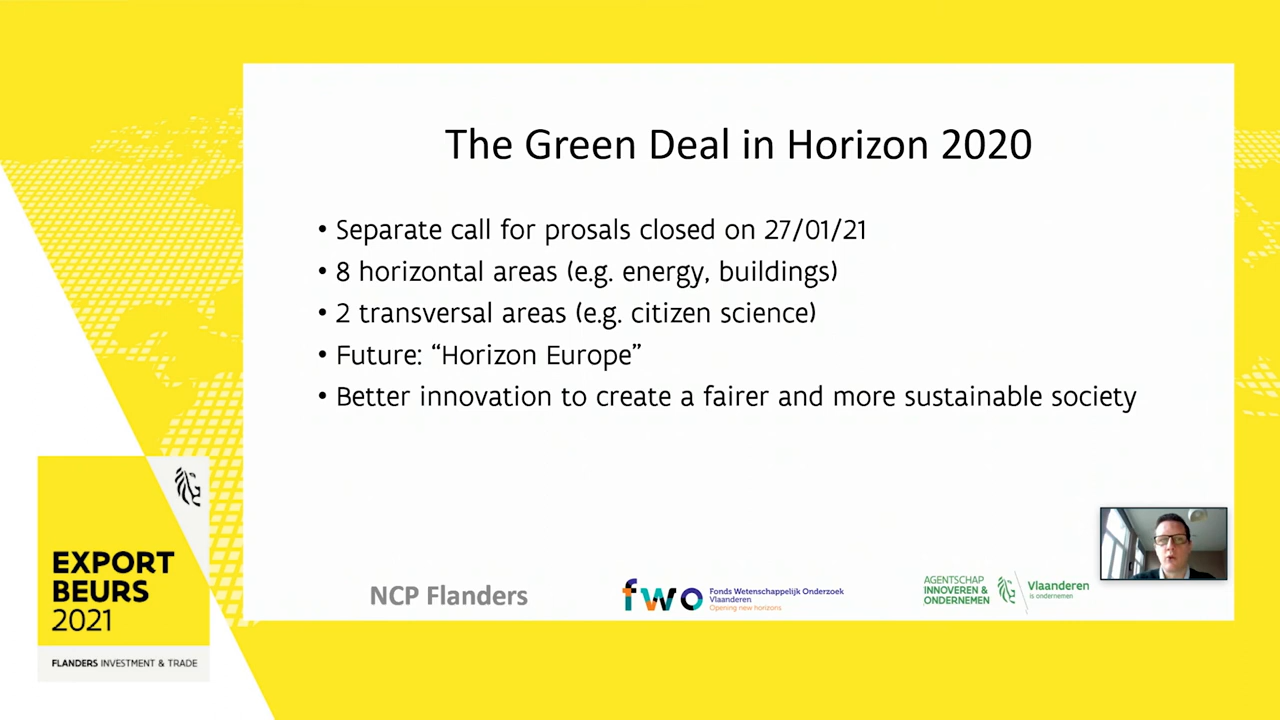 The Green Deal in Horizon 2020
• Separate call for prosals closed on 27/01/21
• 8 horizontal areas (e.g. energy, buildings)
• 2 transversal areas (e.g. citizen science)
• Future: “Horizon Europe”
• Better innovation to create a fairer and more sustainable society
EXPORT
BEURS
2021
FLANDERS INVESTMENT & TRADE
NCP Flanders
fwo
Fonds Wetenschappelijk Onderzoek
Vlaanderen
Opening new horizons
AGENTSCHAP
INNOVEREN &
ONDERNEMEN
Vlaanderen
is ondernemen